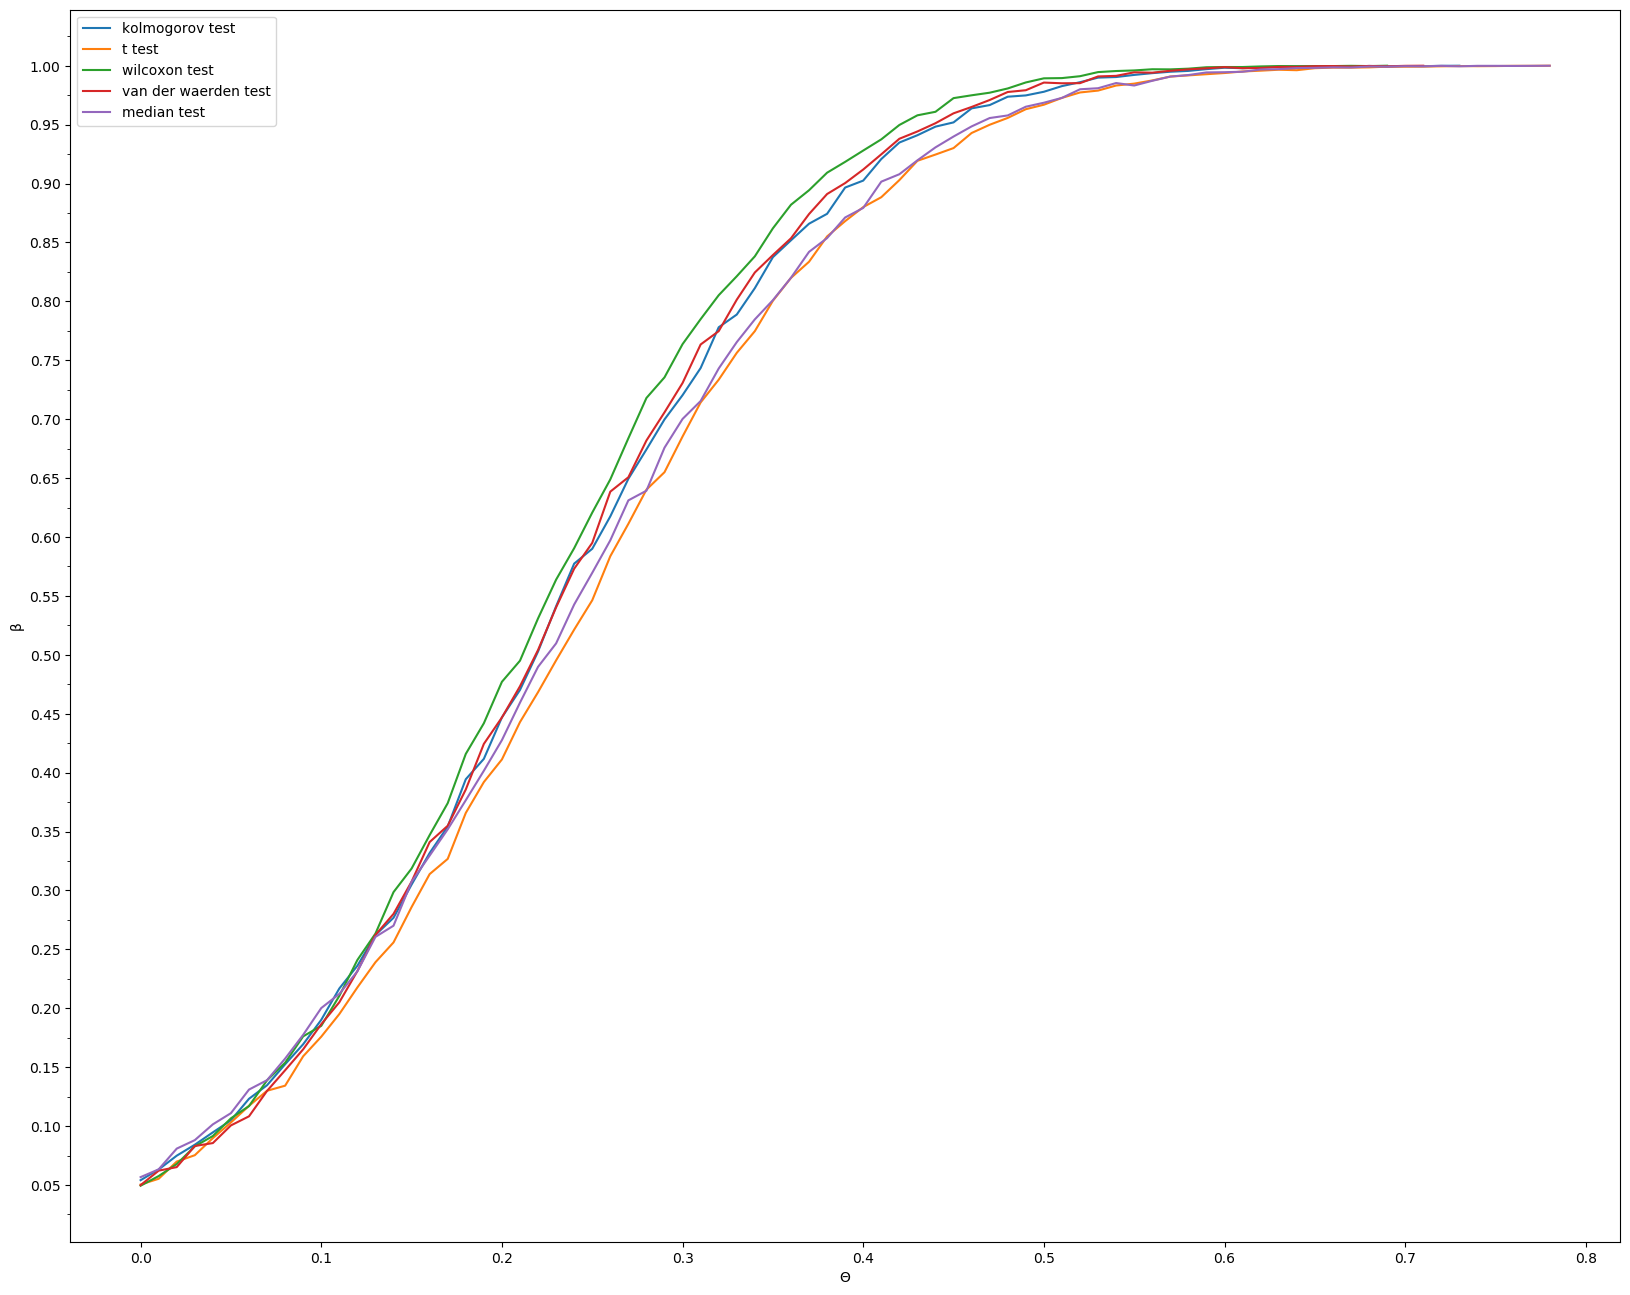 kolmogorov test
t test
wilcoxon test
van der waerden test
median test
1.00
0.95
0.90
0.85
0.80
0.75
0.70
0.65
0.60
0.55
0.50
0.45
0.40
0.35
0.30
0.25
0.20
0.15
0.10
0.05
β
0.0 0.1 0.2 0.3 0.4 0.5 0.6 0.7 0.8
Θ